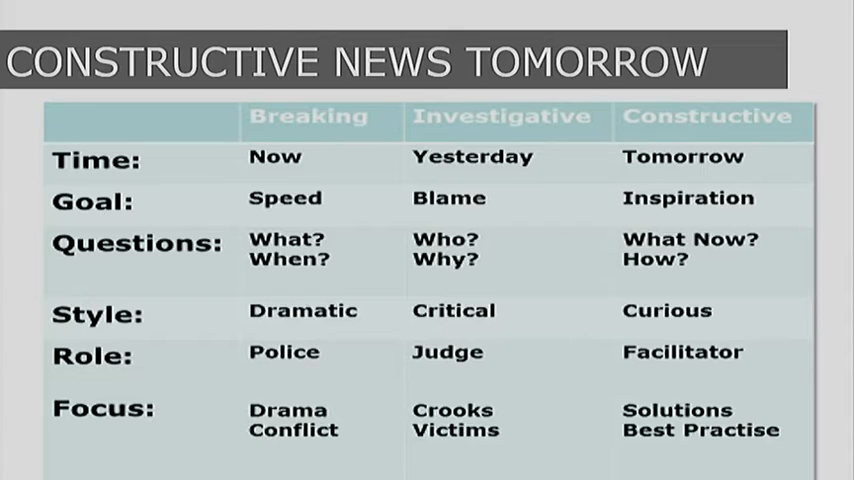 CONSTRUCTIVE NEWS TOMORROW
Breaking Investigative Constructive
Time: Now Yesterday Tomorrow
Goal: Speed Blame Inspiration
Questions: What? Who? What Now?
When? Why? How?
Style: Dramatic Critical Curious
Role: Police Judge Facilitator
Focus: Drama Crooks Solutions
Conflict Victims Best Practise